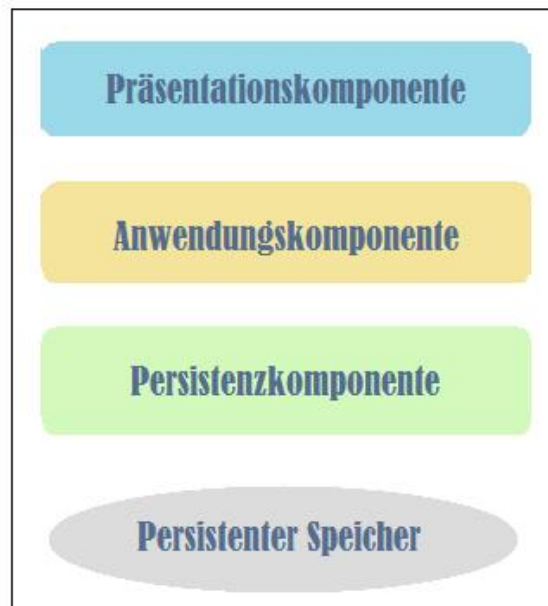 Präsentationskomponente
Anwendungskomponente
Persistenzkomponente
Persistenter Speicher